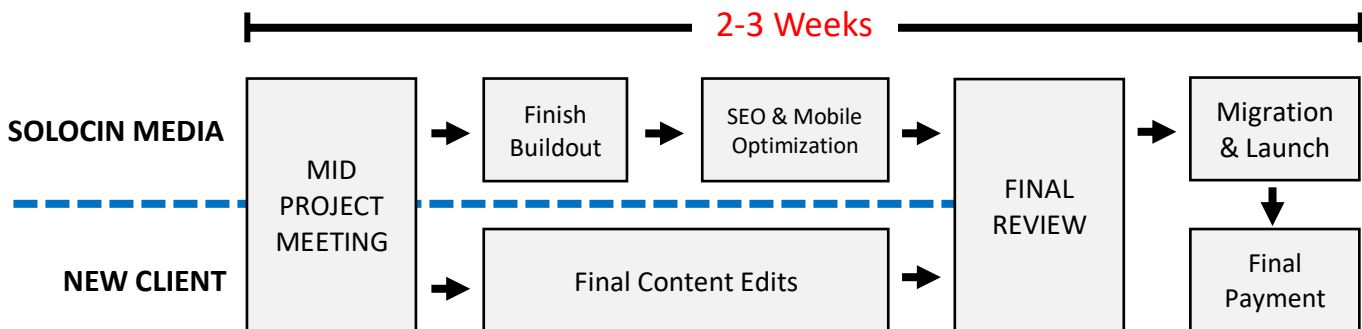 2-3 Weeks
SOLOCIN MEDIA
MID
PROJECT
MEETING
Finish
Buildout
SEO & Mobile
Optimization
FINAL
REVIEW
Migration
& Launch
NEW CLIENT
Final Content Edits
Final
Payment